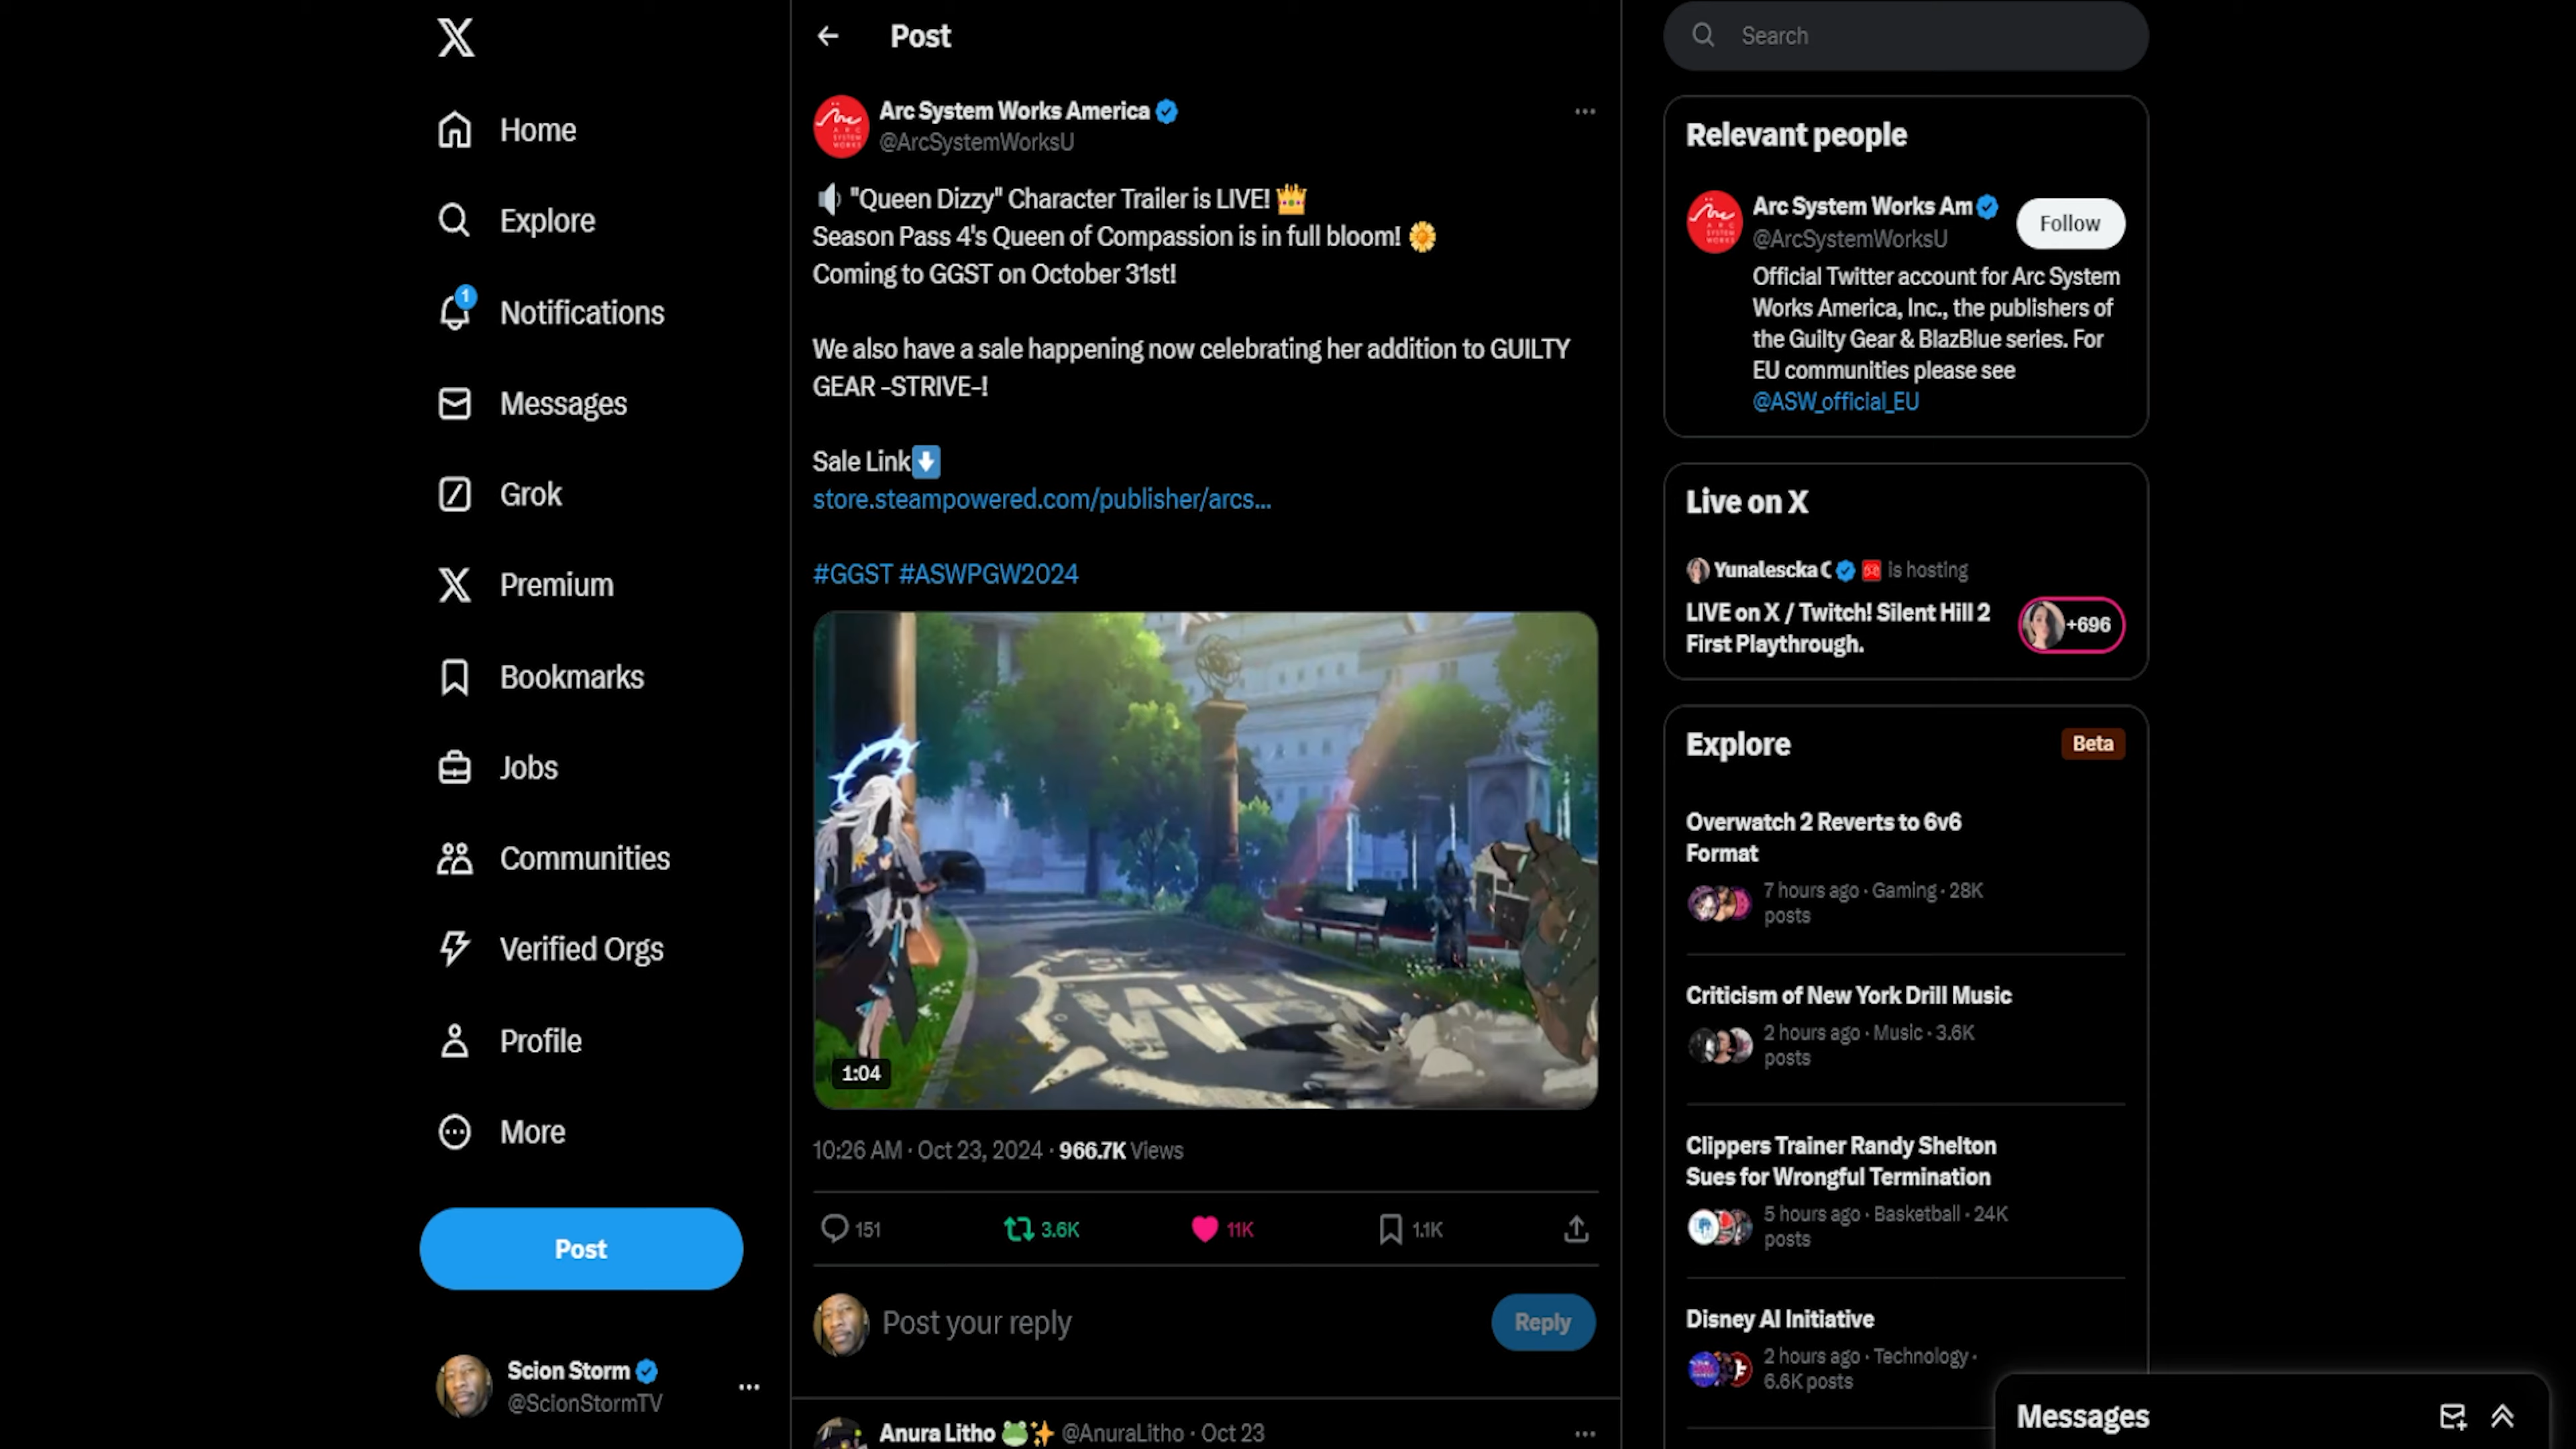 Home
Explore
1
Notifications
Messages
Grok
Premium
Bookmarks
Jobs
Communities
Verified Orgs
Profile
More
Post
Scion Storm
@ScionStormTV
Post
Arc System Works America
@ArcSystemWorksU
"Queen Dizzy" Character Trailer is LIVE!
Season Pass 4's Queen of Compassion is in full bloom!
Coming to GGST on October 31st!
We also have a sale happening now celebrating her addition to GUILTY
GEAR -STRIVE-!
Sale Link
store.steampowered.com/publisher/arcs...
#GGST #ASWPGW2024
1:04
10:26 AM · Oct 23, 2024 · 966.7K Views
151
3.6K
11K
1.1K
Post your reply
Reply
Anura Litho @AnuraLitho · Oct 23
Search
Relevant people
Arc System Works Am
@ArcSystemWorksU
Follow
Official Twitter account for Arc System
Works America, Inc., the publishers of
the Guilty Gear & BlazBlue series. For
EU communities please see
@ASW_official_EU
Live on X
Yunalescka C is hosting
LIVE on X / Twitch! Silent Hill 2
First Playthrough.
+696
Explore
Beta
Overwatch 2 Reverts to 6v6
Format
7 hours ago · Gaming · 28K
posts
Criticism of New York Drill Music
2 hours ago · Music · 3.6K
posts
Clippers Trainer Randy Shelton
Sues for Wrongful Termination
5 hours ago · Basketball · 24K
posts
Disney AI Initiative
2 hours ago · Technology ·
6.6K posts
Messages